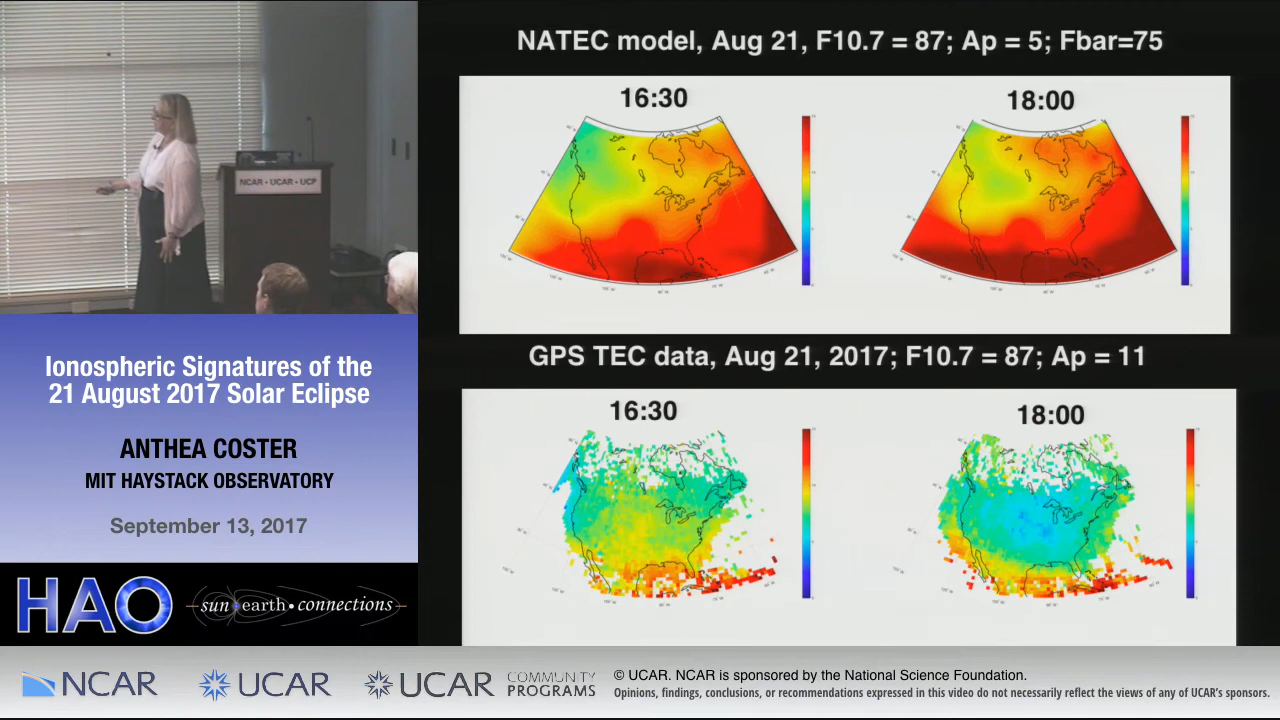 NATEC model, Aug 21, F10.7 = 87; Ap = 5; Fbar=75
16:30
18:00
NCAR • UCAR • UCP
GPS TEC data, Aug 21, 2017; F10.7 = 87; Ap = 11
16:30
18:00
Ionospheric Signatures of the
21 August 2017 Solar Eclipse
ANTHEA COSTER
MIT HAYSTACK OBSERVATORY
September 13, 2017
HAO
sun•earth•connections
NCAR
UCAR
UCAR COMMUNITY
PROGRAMS
© UCAR. NCAR is sponsored by the National Science Foundation.
Opinions, findings, conclusions, or recommendations expressed in this video do not necessarily reflect the views of any of UCAR's sponsors.